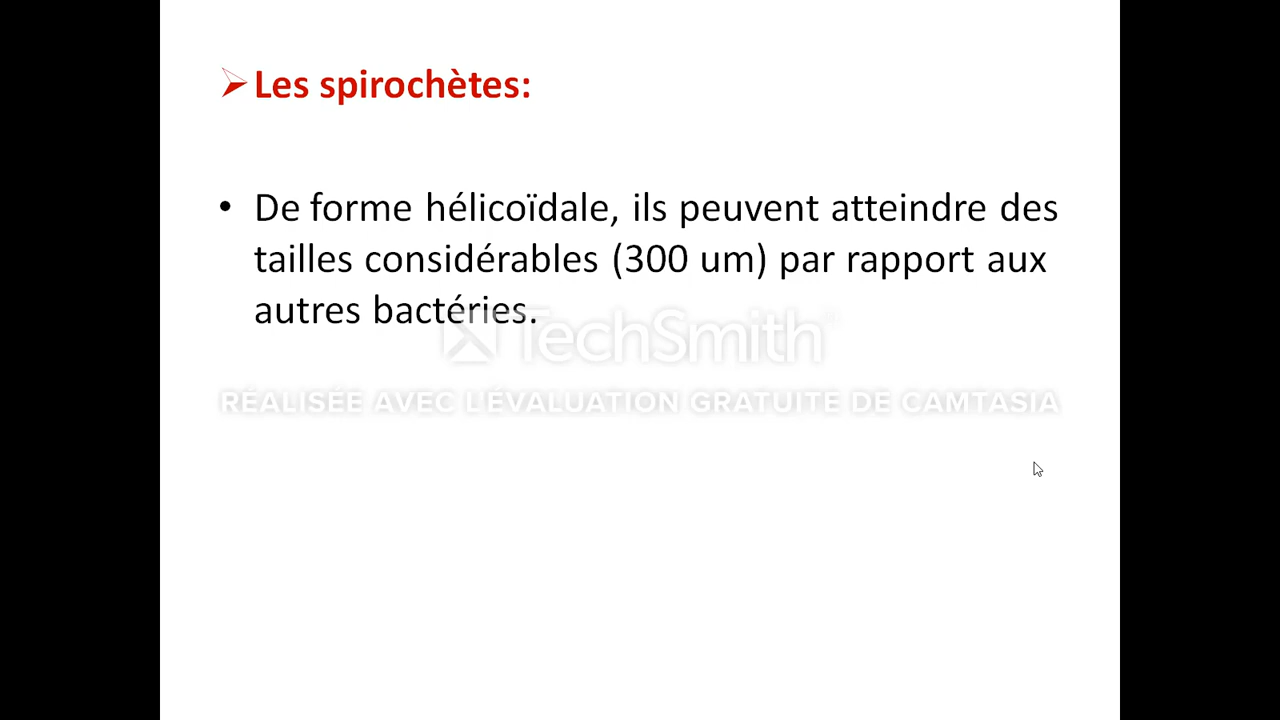 Les spirochètes:
• De forme hélicoïdale, ils peuvent atteindre des
tailles considérables (300 um) par rapport aux
autres bactéries.
TechSmith
RÉALISÉE AVEC L'ÉVALUATION GRATUITE DE CAMTASIA